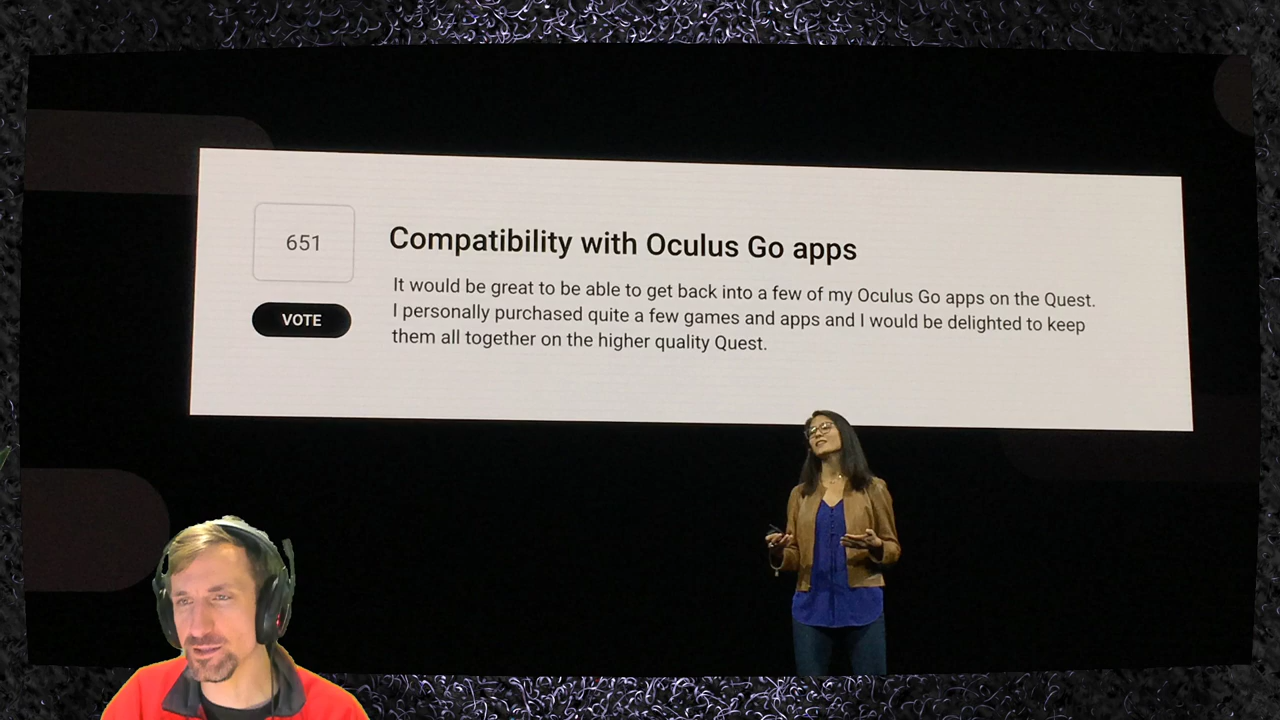 651
VOTE
Compatibility with Oculus Go apps
It would be great to be able to get back into a few of my Oculus Go apps on the Quest.
I personally purchased quite a few games and apps and I would be delighted to keep
them all together on the higher quality Quest.